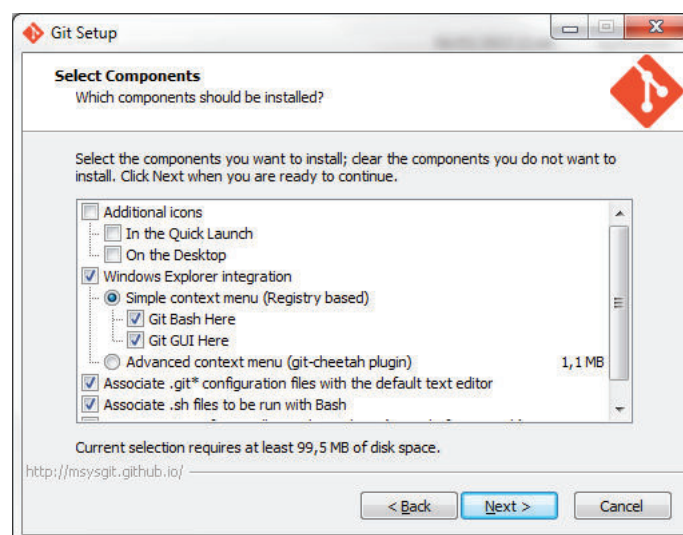 Git Setup
Select Components
Which components should be installed?
Select the components you want to install; clear the components you do not want to
install. Click Next when you are ready to continue.
Additional icons
In the Quick Launch
On the Desktop
Windows Explorer integration
Simple context menu (Registry based)
Git Bash Here
Git GUI Here
Advanced context menu (git-cheetah plugin) 1,1 MB
Associate .git* configuration files with the default text editor
Associate .sh files to be run with Bash
Current selection requires at least 99,5 MB of disk space.
http://msysgit.github.io/
< Back Next > Cancel